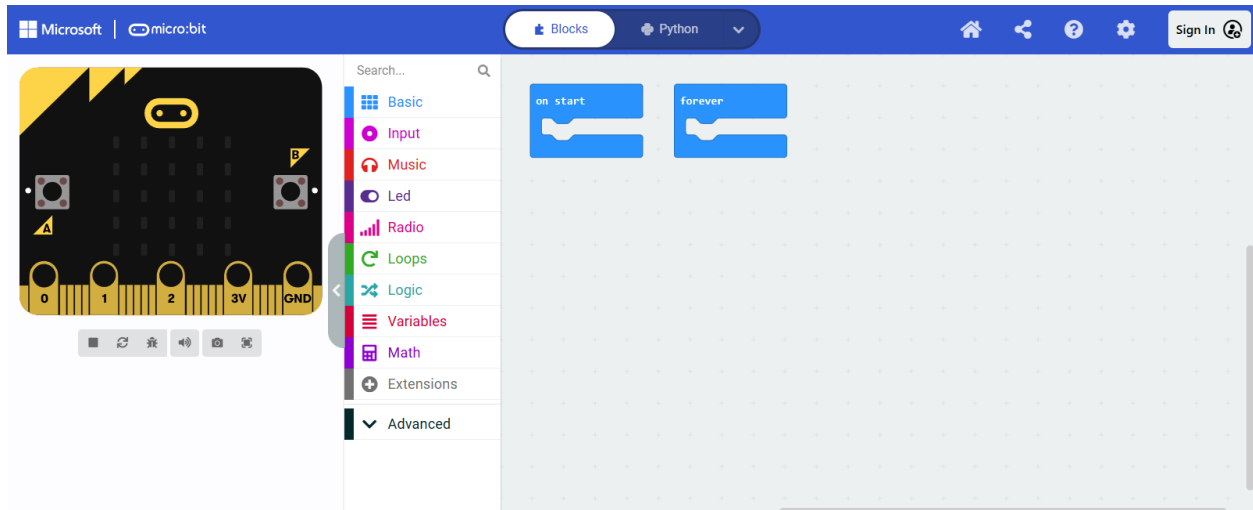 Microsoft micro:bit Blocks Python Sign In
Search...
Basic
Input
Music
Led
Radio
Loops
Logic
Variables
Math
Extensions
Advanced
B
A
0 1 2 3V GND
on start
forever